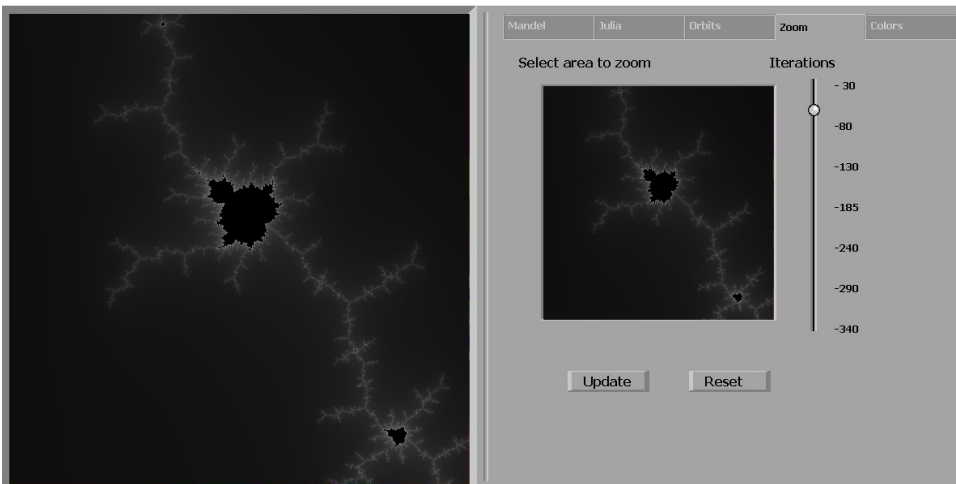 Mandel Julia Orbits Zoom Colors
Select area to zoom Iterations
- 30
-80
-130
-185
-240
-290
-340
Update Reset